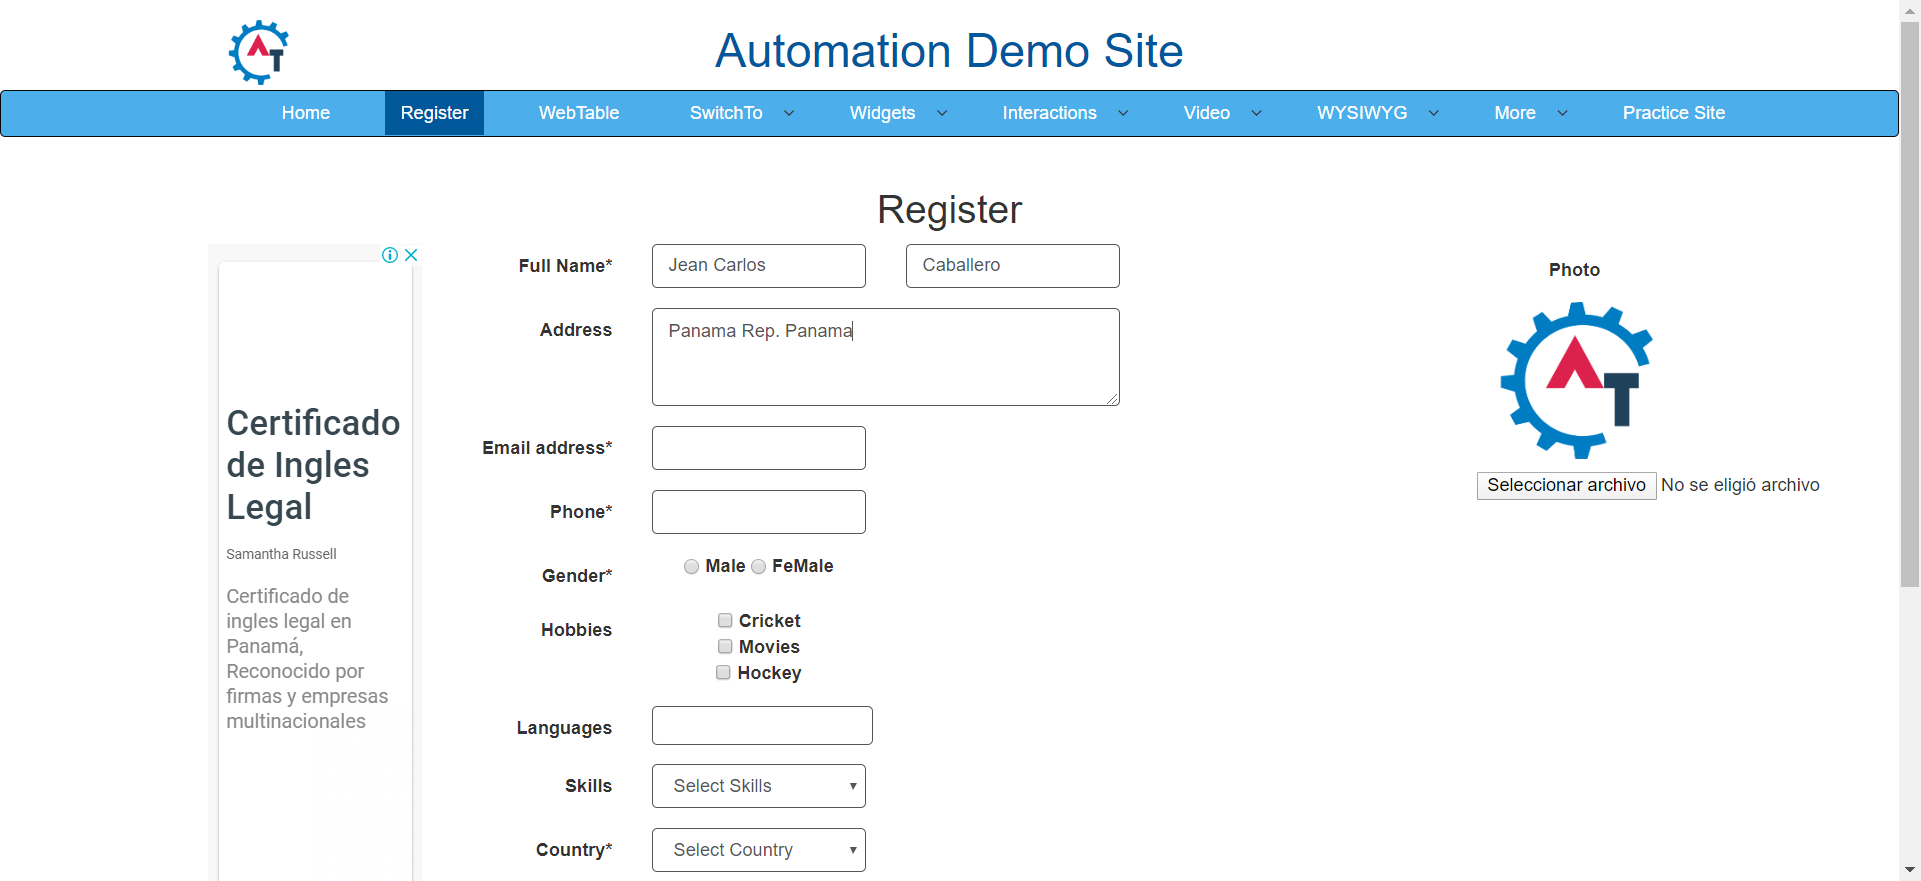 AT
Automation Demo Site
Home Register WebTable SwitchTo Widgets Interactions Video WYSIWYG More Practice Site
Register
Full Name* Jean Carlos Caballero
Address Panama Rep. Panama
Email address*
Phone*
Gender* Male FeMale
Hobbies Cricket
Movies
Hockey
Languages
Skills Select Skills
Country* Select Country
Certificado
de Ingles
Legal
Samantha Russell
Certificado de
ingles legal en
Panamá,
Reconocido por
firmas y empresas
multinacionales
Photo
AT
Seleccionar archivo No se eligió archivo